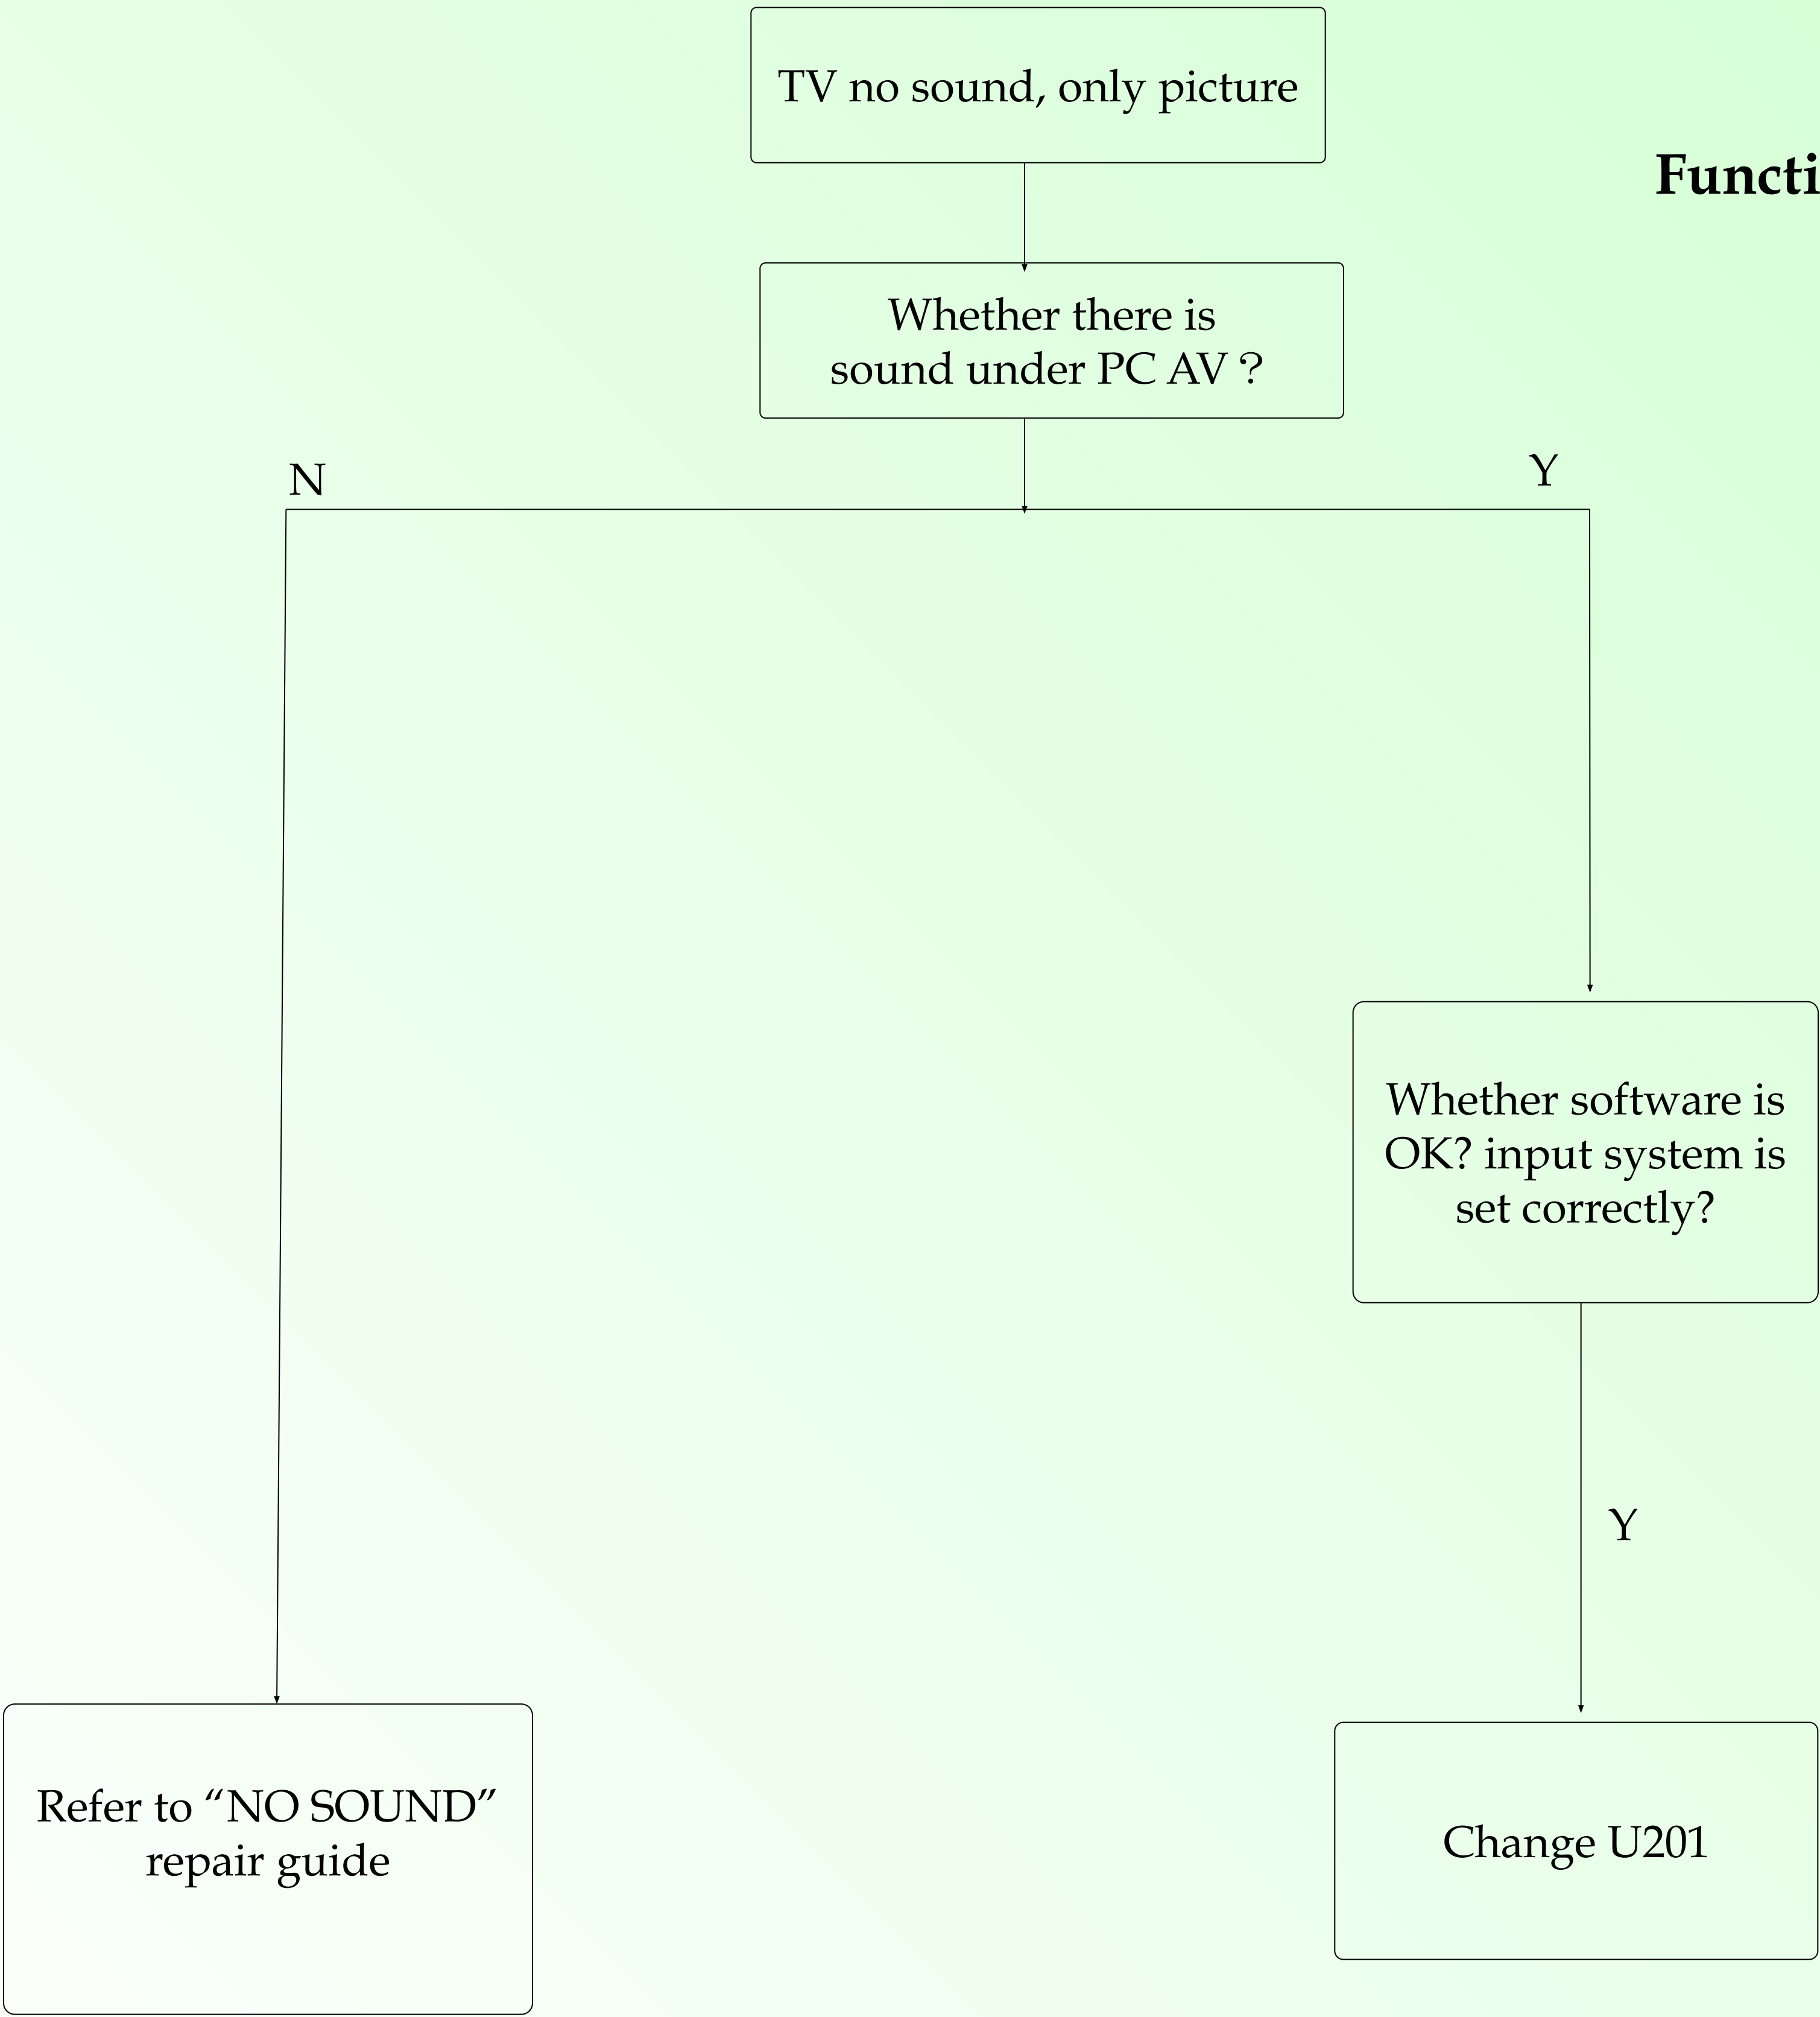 TV no sound, only picture
Functi
Whether there is
sound under PC AV ?
N
Y
Whether software is
OK? input system is
set correctly?
Y
Refer to “NO SOUND”
repair guide
Change U201